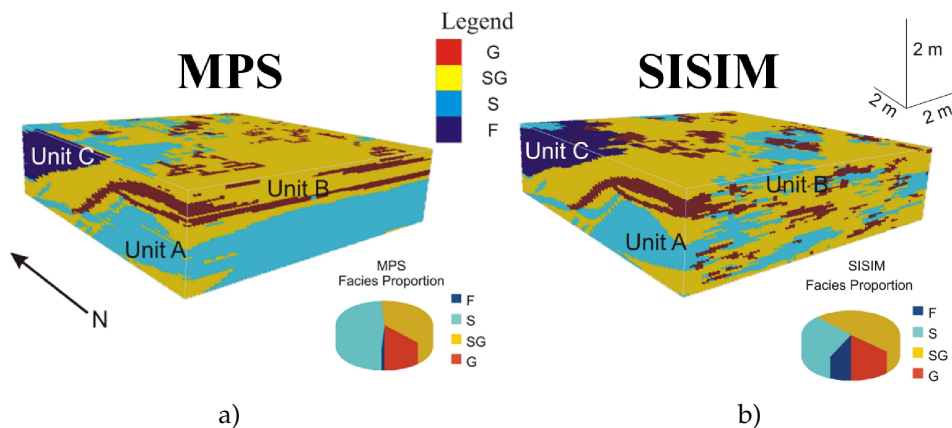 Legend
MPS
G
SG
S
F
SISIM
2 m
2 m
2 m
Unit C
Unit B
Unit A
N
MPS
Facies Proportion
F
S
SG
G
a)
Unit C
Unit B
Unit A
SISIM
Facies Proportion
F
S
SG
G
b)